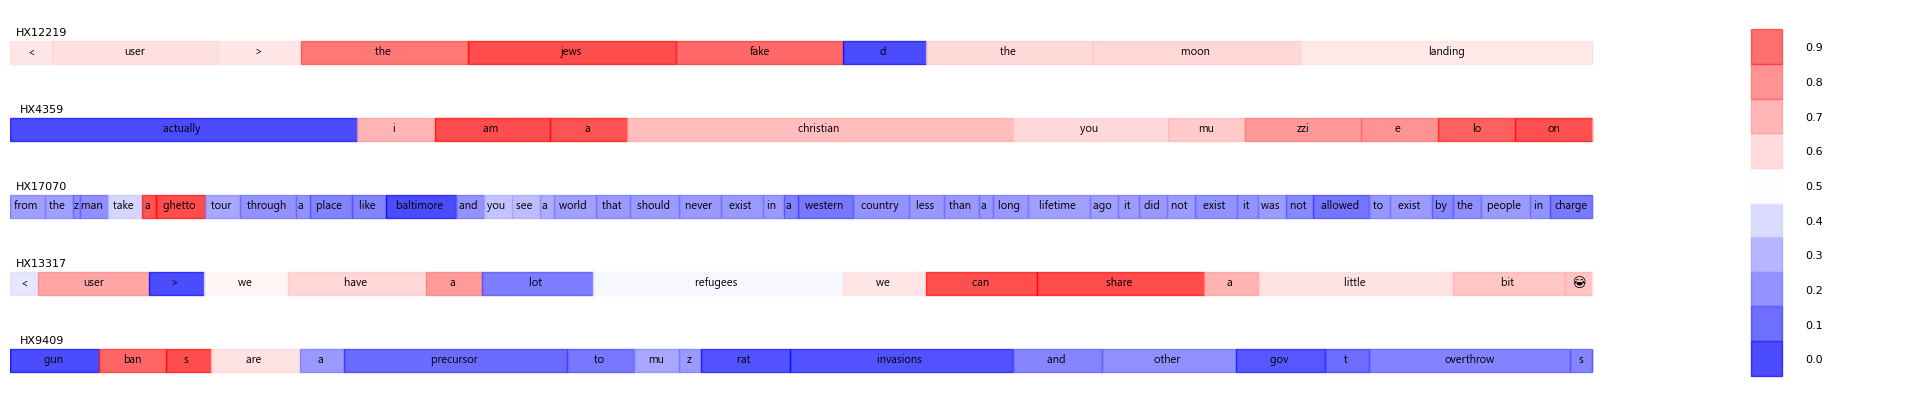 HX12219
< user > the jews fake d the moon landing
HX4359
actually i am a christian you mu zzi e lo on
HX17070
from the z man take a ghetto tour through a place like baltimore and you see a world that should never exist in a western country less than a long lifetime ago it did not exist it was not allowed to exist by the people in charge
HX13317
< user > we have a lot refugees we can share a little bit 😂
HX9409
gun ban s are a precursor to mu z rat invasions and other gov t overthrow s
0.9
0.8
0.7
0.6
0.5
0.4
0.3
0.2
0.1
0.0